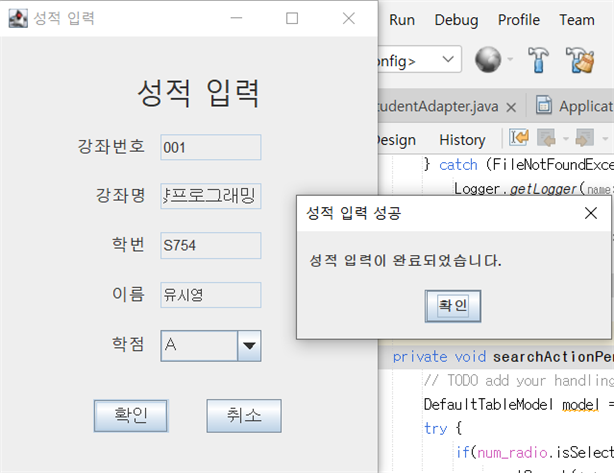 성적 입력
성적 입력
강좌번호 001
강좌명 프로그래밍
학번 S754
이름 유시영
학점 A
확인 취소
Run Debug Profile Team
onfig>
tudentAdapter.java Applicat
Design History
} catch (FileNotFoundExce
Logger.getLogger(name:
성적 입력 성공
성적 입력이 완료되었습니다.
확인
private void searchActionPer
// TODO add your handling
DefaultTableModel model =
try {
if(num_radio.isSelect